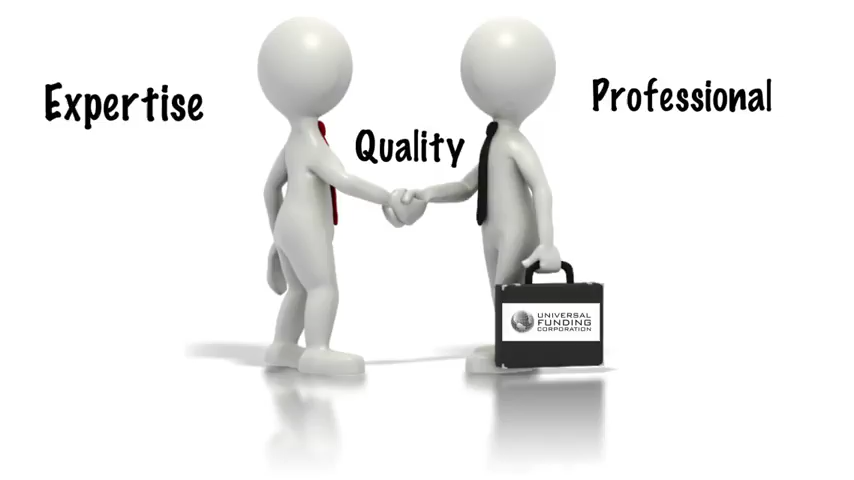 Expertise
Quality
Professional
UNIVERSAL
FUNDING
CORPORATION